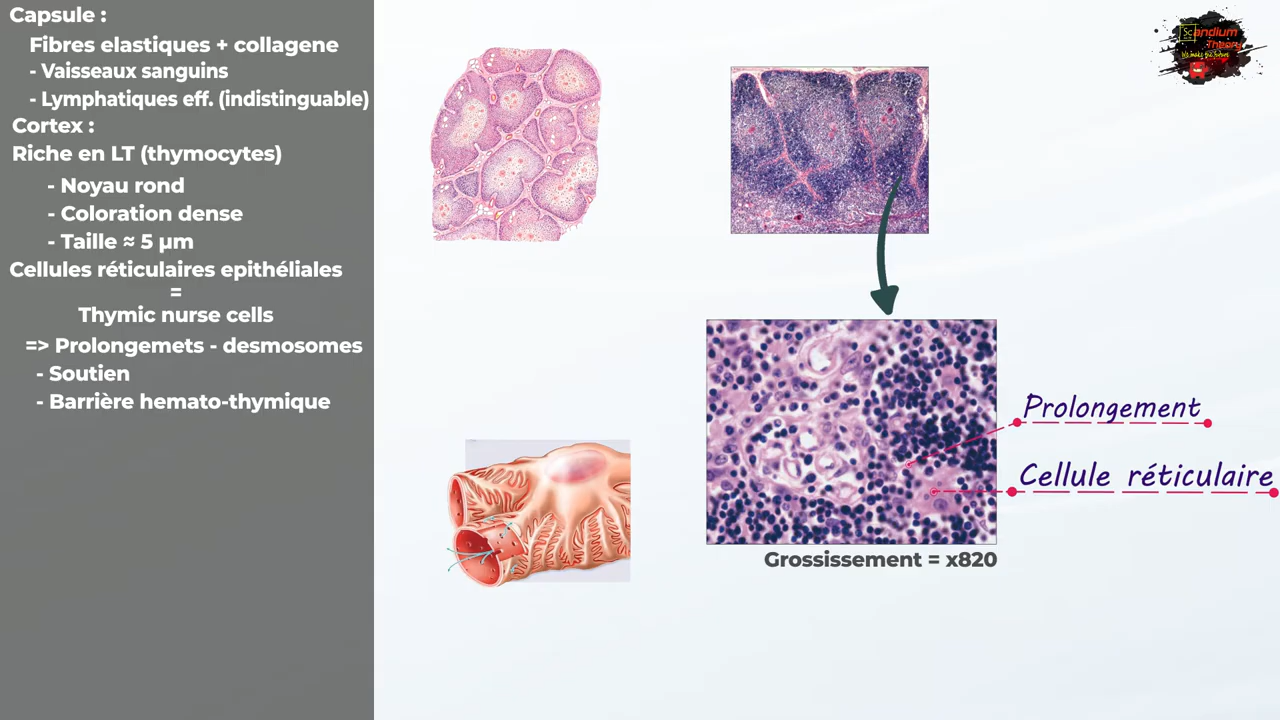 Capsule :
Fibres elastiques + collagene
- Vaisseaux sanguins
- Lymphatiques eff. (indistinguable)
Cortex :
Riche en LT (thymocytes)
- Noyau rond
- Coloration dense
- Taille ≈ 5 µm
Cellules réticulaires epithéliales
=
Thymic nurse cells
=> Prolongemets - desmosomes
- Soutien
- Barrière hemato-thymique
Scandium
Theory
Prolongement
Cellule réticulaire
Grossissement = x820